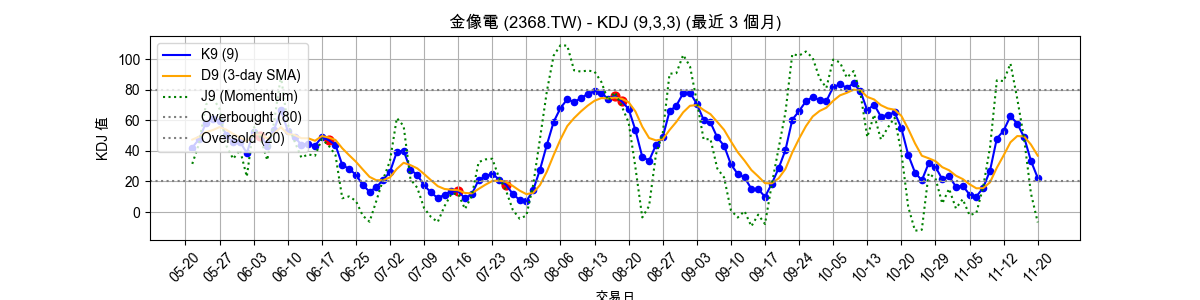 金像電 (2368.TW) - KDJ (9,3,3) (最近 3 個月)
K9 (9)
D9 (3-day SMA)
J9 (Momentum)
Overbought (80)
Oversold (20)
KDJ 值
100
80
60
40
20
0
05-20 05-27 06-03 06-10 06-17 06-25 07-02 07-09 07-16 07-23 07-30 08-06 08-13 08-20 08-27 09-03 09-10 09-17 09-24 10-05 10-13 10-20 10-29 11-05 11-12 11-20
交易日